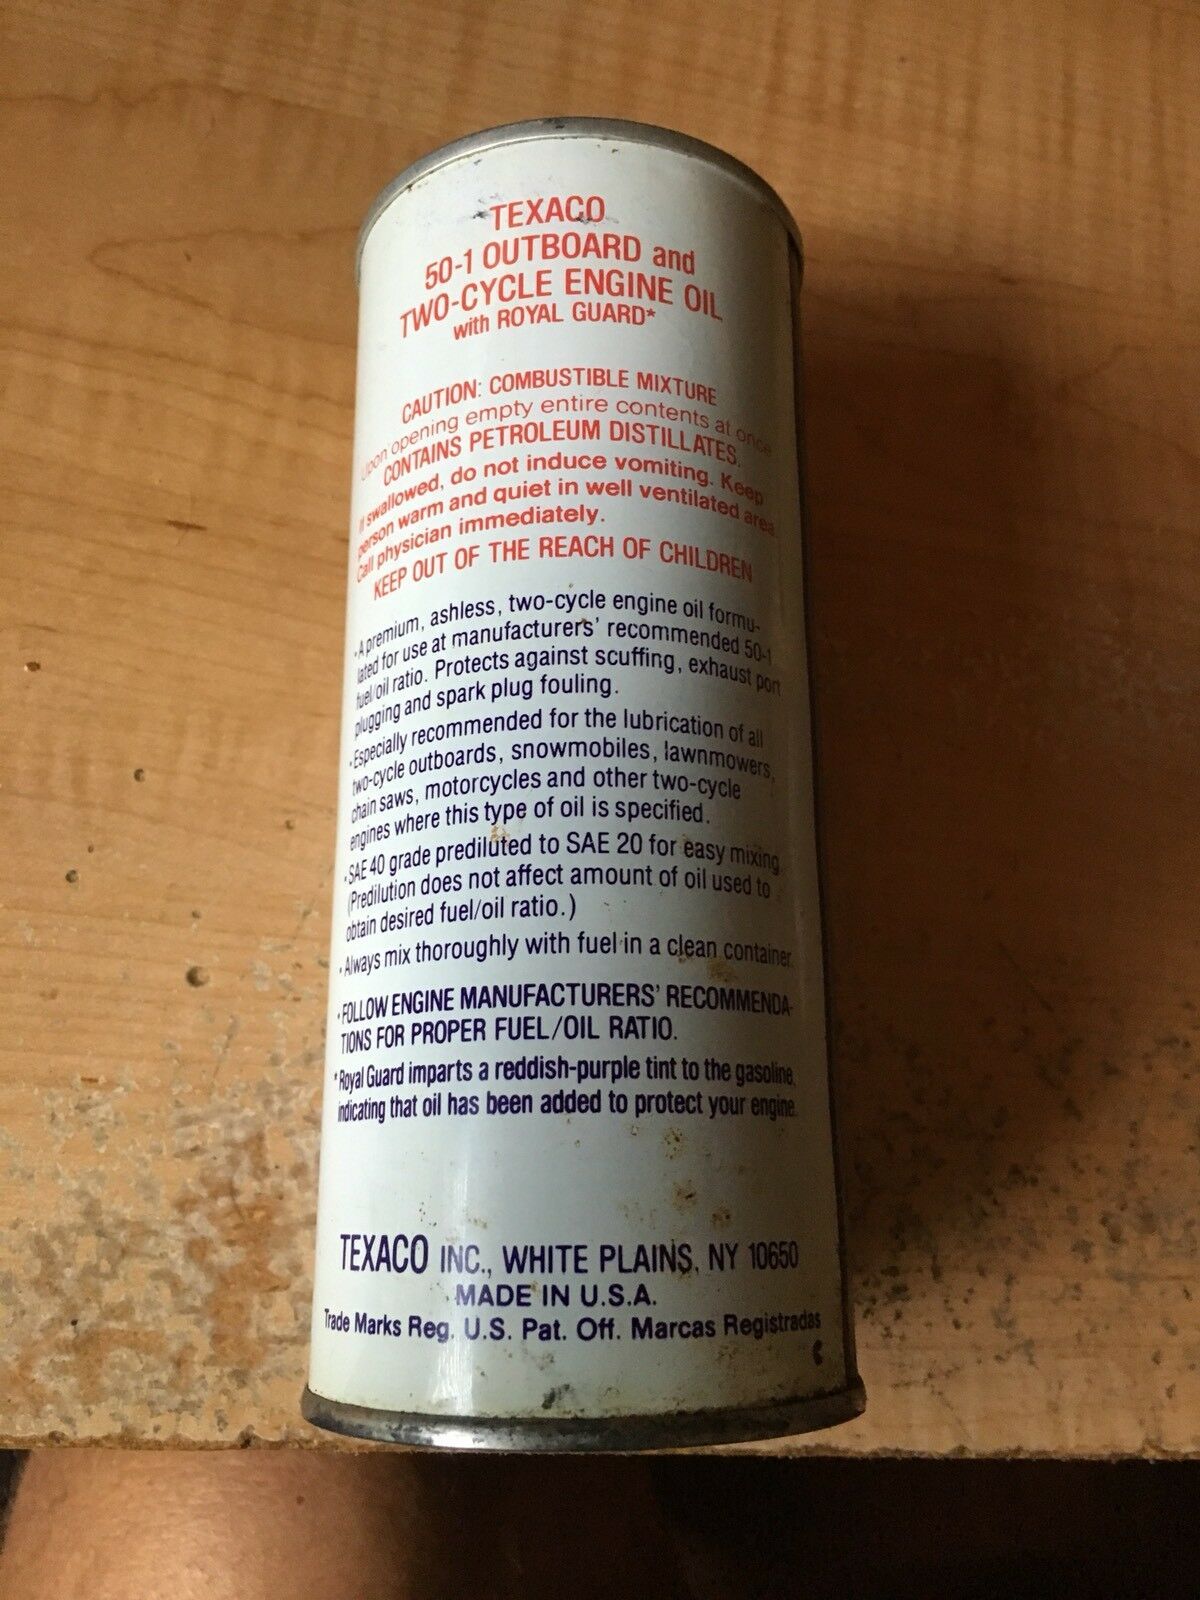 TEXACO
50-1 OUTBOARD and
TWO-CYCLE ENGINE OIL
with ROYAL GUARD*
CAUTION: COMBUSTIBLE MIXTURE
Upon opening empty entire contents at once
CONTAINS PETROLEUM DISTILLATES.
If swallowed, do not induce vomiting. Keep
person warm and quiet in well ventilated area.
Call physician immediately.
KEEP OUT OF THE REACH OF CHILDREN
•A premium, ashless, two-cycle engine oil formu-
lated for use at manufacturers' recommended 50-1
fuel/oil ratio. Protects against scuffing, exhaust port
plugging and spark plug fouling.
•Especially recommended for the lubrication of all
two-cycle outboards, snowmobiles, lawnmowers,
chain saws, motorcycles and other two-cycle
engines where this type of oil is specified.
•SAE 40 grade prediluted to SAE 20 for easy mixing
(Predilution does not affect amount of oil used to
obtain desired fuel/oil ratio.)
•Always mix thoroughly with fuel in a clean container.
•FOLLOW ENGINE MANUFACTURERS' RECOMMENDA-
TIONS FOR PROPER FUEL/OIL RATIO.
*Royal Guard imparts a reddish-purple tint to the gasoline,
indicating that oil has been added to protect your engine.
TEXACO INC., WHITE PLAINS, NY 10650
MADE IN U.S.A.
Trade Marks Reg. U.S. Pat. Off. Marcas Registradas
C